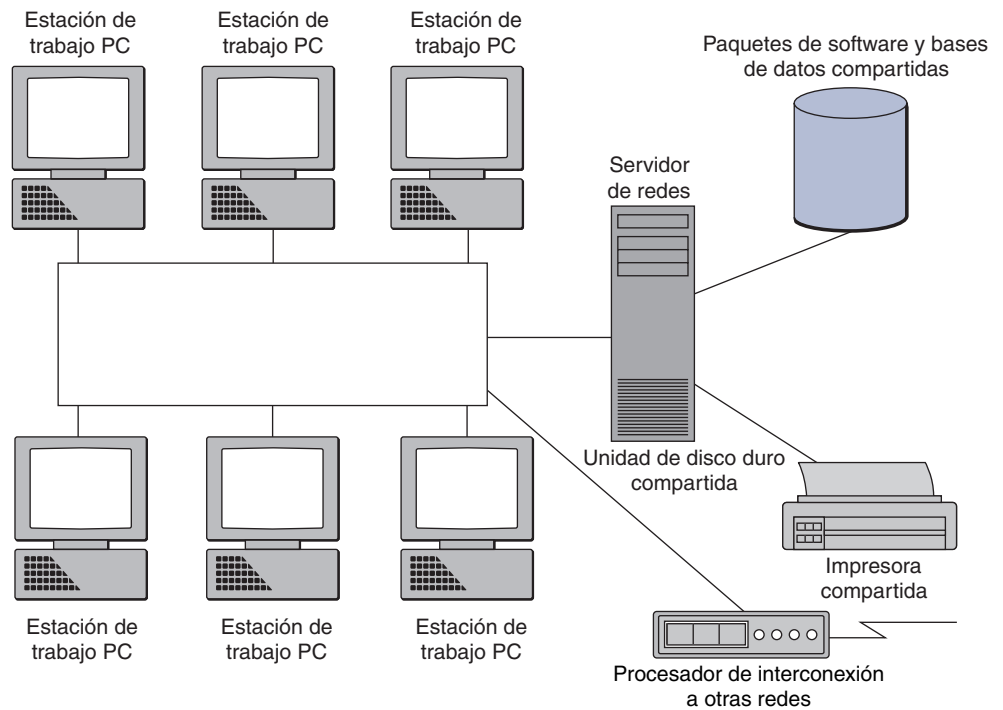 Estación de
trabajo PC
Estación de
trabajo PC
Estación de
trabajo PC
Paquetes de software y bases
de datos compartidas
Servidor
de redes
Unidad de disco duro
compartida
Impresora
compartida
Estación de
trabajo PC
Estación de
trabajo PC
Estación de
trabajo PC
Procesador de interconexión
a otras redes